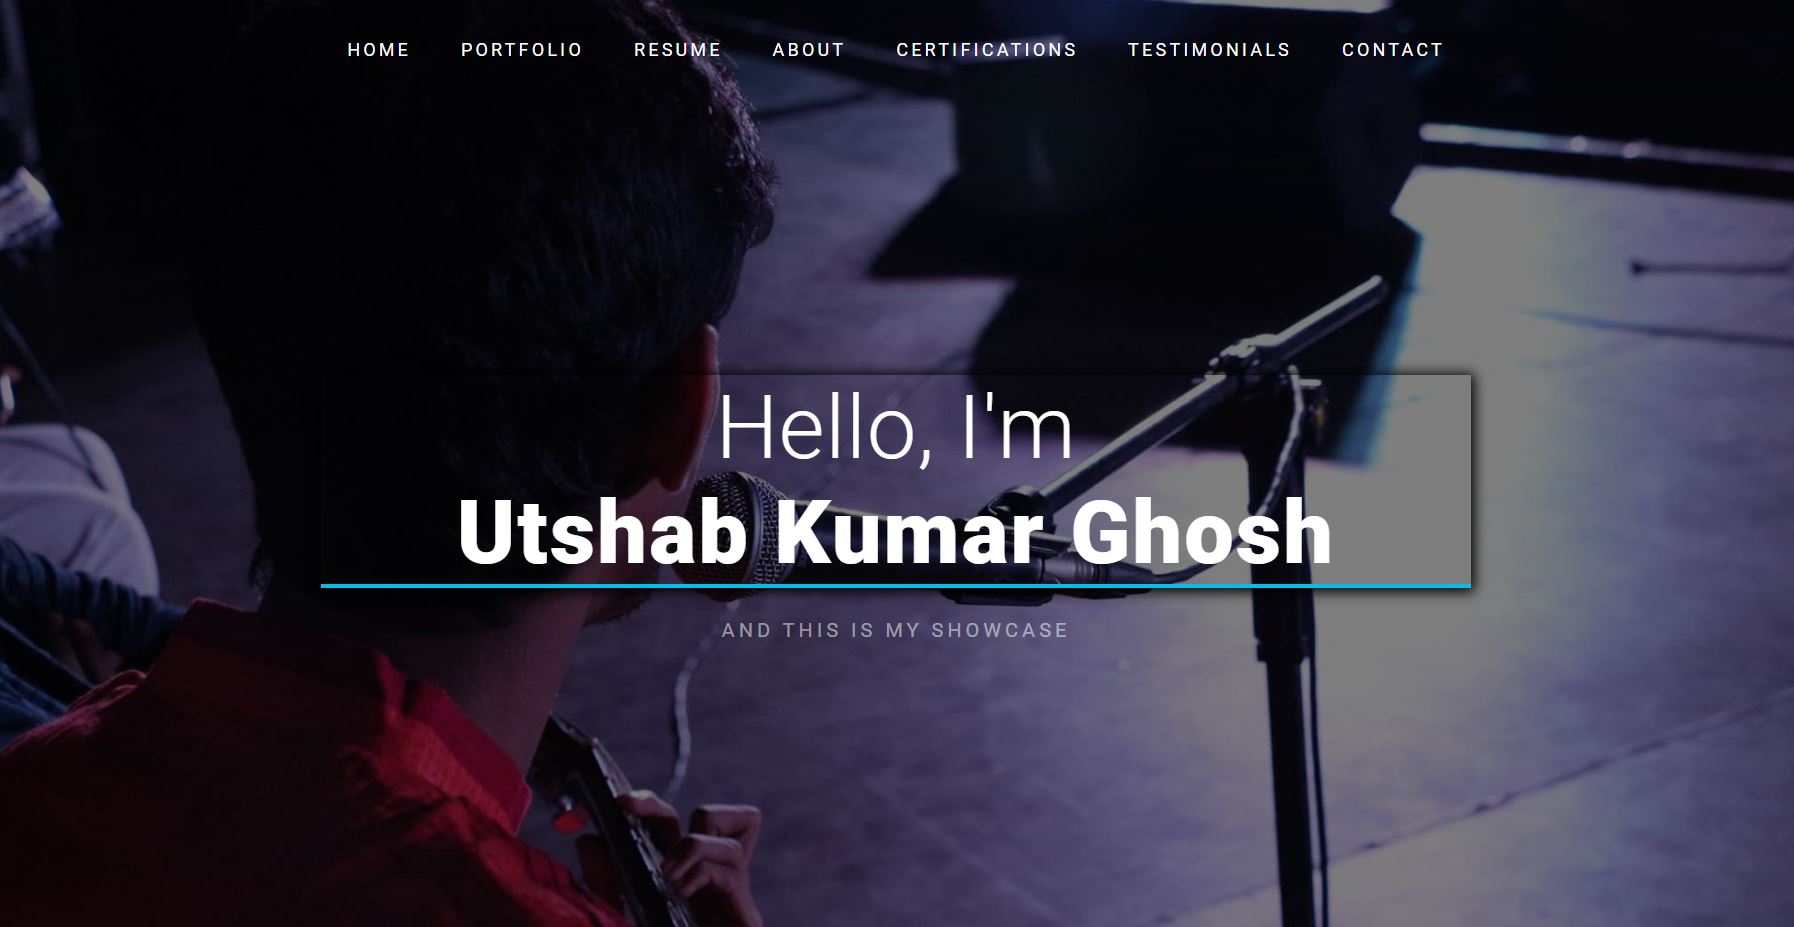 HOME PORTFOLIO RESUME ABOUT CERTIFICATIONS TESTIMONIALS CONTACT
Hello, I'm
Utshab Kumar Ghosh
AND THIS IS MY SHOWCASE